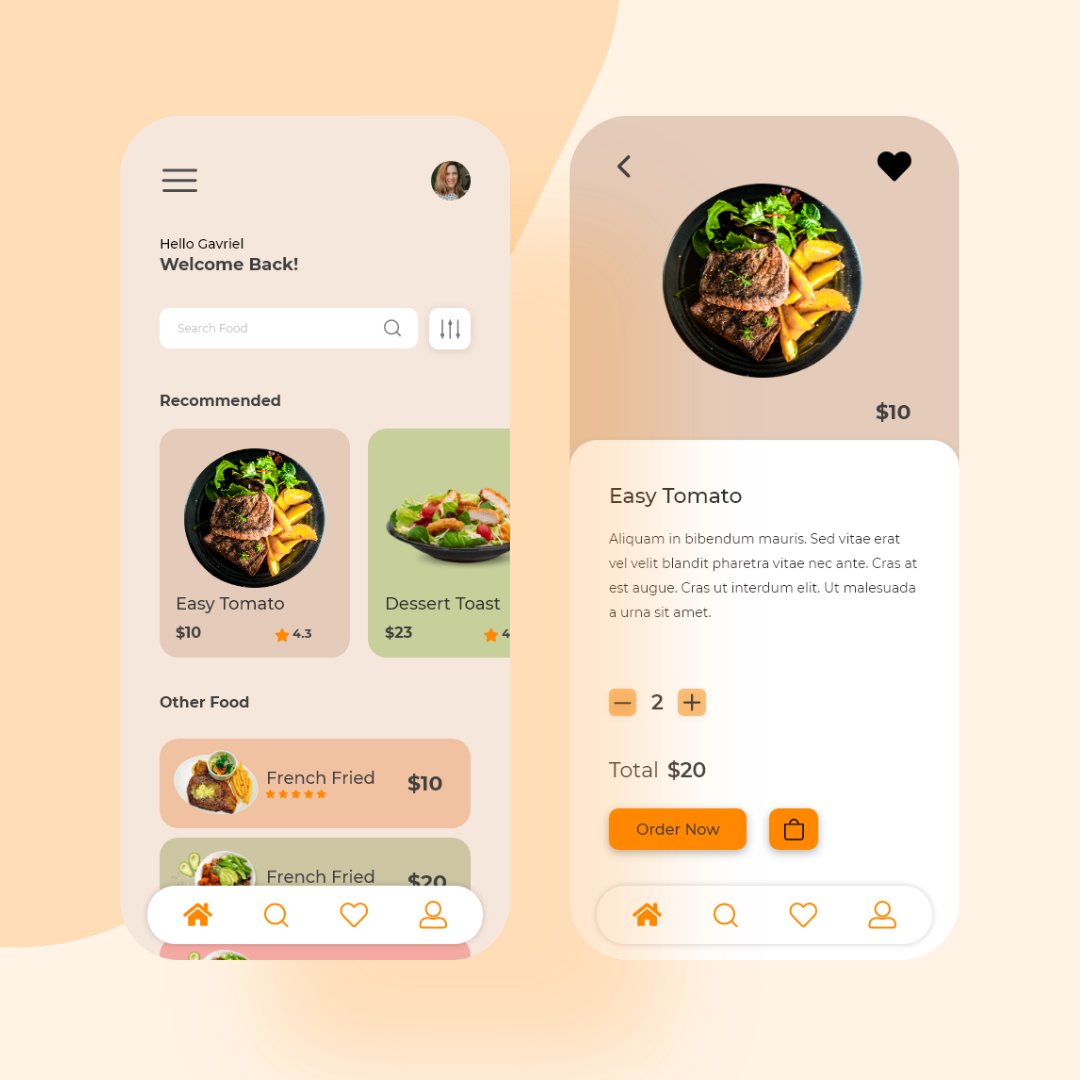 Hello Gavriel
Welcome Back!
Search Food
Recommended
Easy Tomato
$10
4.3
Dessert Toast
$23
4
Other Food
French Fried
$10
French Fried
$20
$10
Easy Tomato
Aliquam in bibendum mauris. Sed vitae erat
vel velit blandit pharetra vitae nec ante. Cras at
est augue. Cras ut interdum elit. Ut malesuada
a urna sit amet.
2
Total $20
Order Now